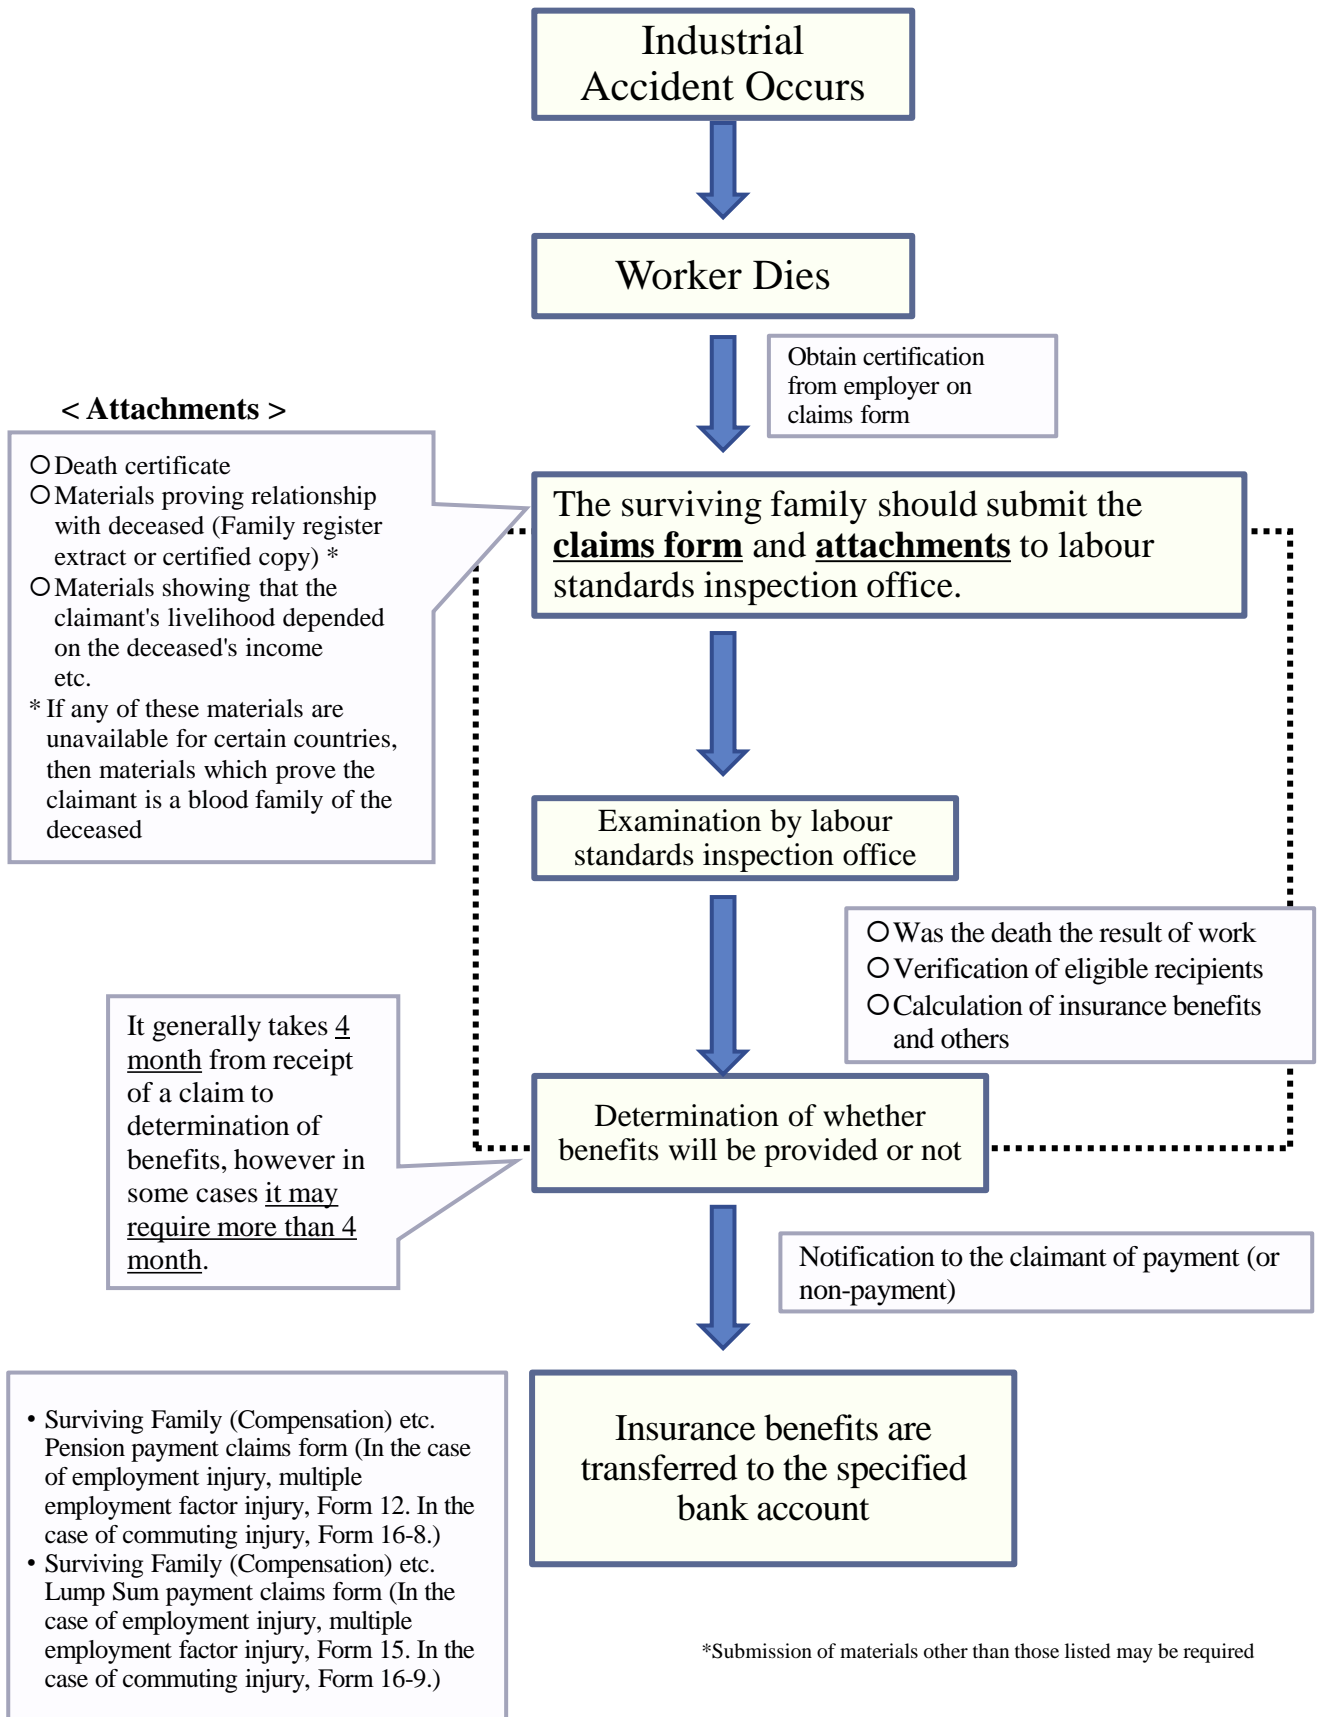 Industrial
Accident Occurs
Worker Dies
Obtain certification
from employer on
claims form
< Attachments >
○Death certificate
○Materials proving relationship
with deceased (Family register
extract or certified copy) *
○Materials showing that the
claimant's livelihood depended
on the deceased's income
etc.
* If any of these materials are
unavailable for certain countries,
then materials which prove the
claimant is a blood family of the
deceased
The surviving family should submit the
claims form and attachments to labour
standards inspection office.
Examination by labour
standards inspection office
○Was the death the result of work
○Verification of eligible recipients
○Calculation of insurance benefits
and others
It generally takes 4
month from receipt
of a claim to
determination of
benefits, however in
some cases it may
require more than 4
month.
Determination of whether
benefits will be provided or not
Notification to the claimant of payment (or
non-payment)
Insurance benefits are
transferred to the specified
bank account
• Surviving Family (Compensation) etc.
Pension payment claims form (In the case
of employment injury, multiple
employment factor injury, Form 12. In the
case of commuting injury, Form 16-8.)
• Surviving Family (Compensation) etc.
Lump Sum payment claims form (In the
case of employment injury, multiple
employment factor injury, Form 15. In the
case of commuting injury, Form 16-9.)
*Submission of materials other than those listed may be required